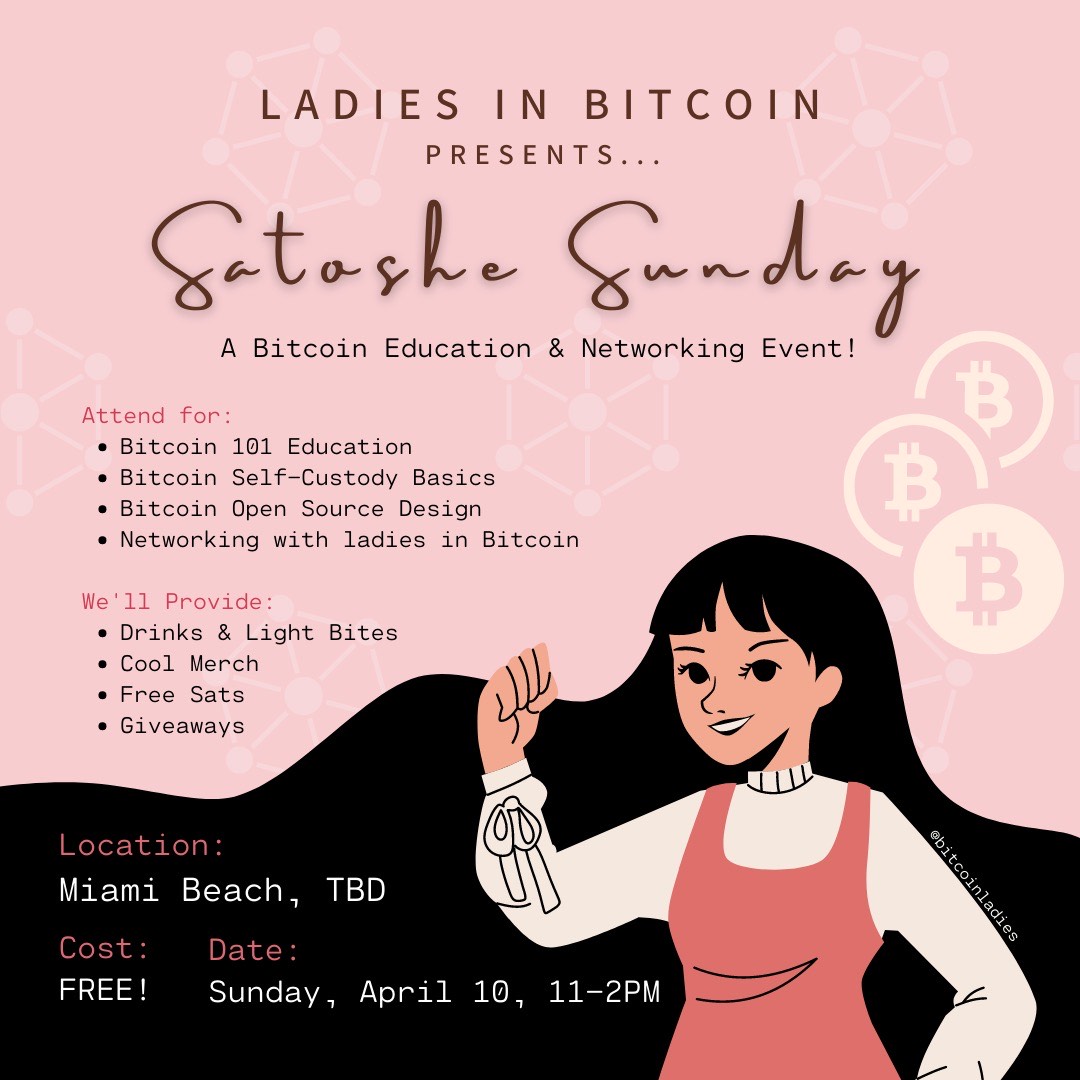 LADIES IN BITCOIN
PRESENTS...
Satoshe Sunday
A Bitcoin Education & Networking Event!
Attend for:
• Bitcoin 101 Education
• Bitcoin Self-Custody Basics
• Bitcoin Open Source Design
• Networking with ladies in Bitcoin
We'll Provide:
• Drinks & Light Bites
• Cool Merch
• Free Sats
• Giveaways
@bitcoinladies
Location:
Miami Beach, TBD
Cost:
FREE!
Date:
Sunday, April 10, 11-2PM